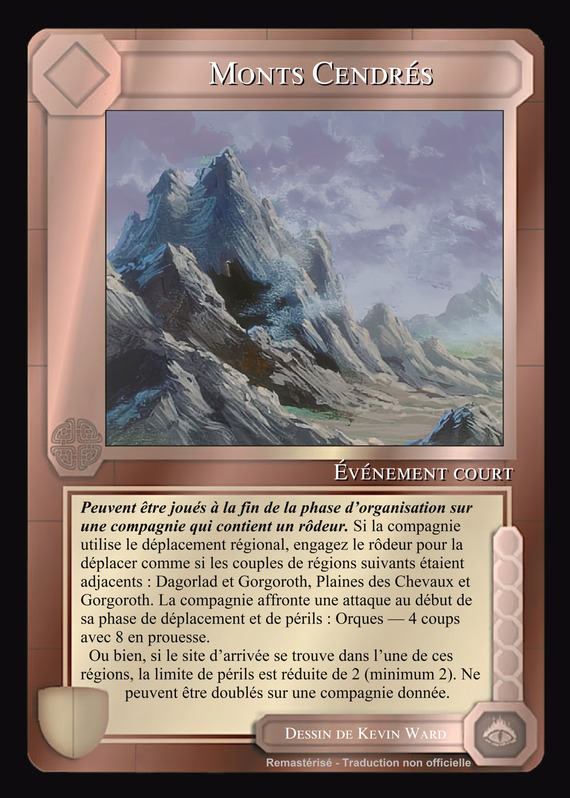 Monts Cendrés
Événement court
Peuvent être joués à la fin de la phase d'organisation sur
une compagnie qui contient un rôdeur. Si la compagnie
utilise le déplacement régional, engagez le rôdeur pour la
déplacer comme si les couples de régions suivants étaient
adjacents : Dagorlad et Gorgoroth, Plaines des Chevaux et
Gorgoroth. La compagnie affronte une attaque au début de
sa phase de déplacement et de périls : Orques — 4 coups
avec 8 en prouesse.
Ou bien, si le site d'arrivée se trouve dans l'une de ces
régions, la limite de périls est réduite de 2 (minimum 2). Ne
peuvent être doublés sur une compagnie donnée.
Dessin de Kevin Ward
Remastérisé - Traduction non officielle